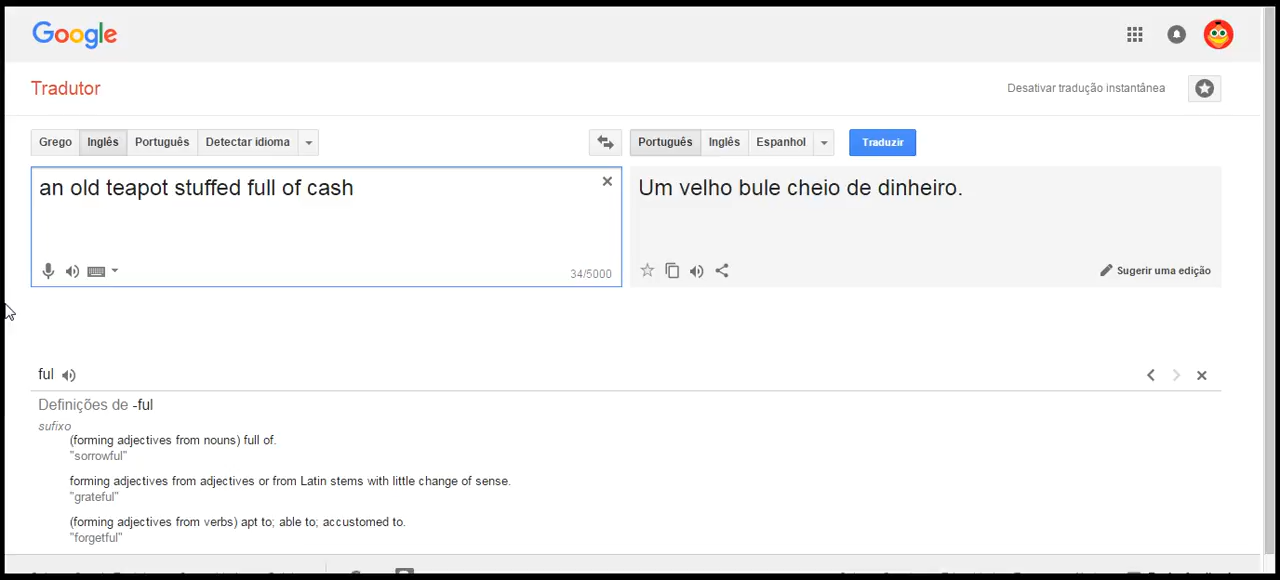 Google
Tradutor
Desativar tradução instantânea
Grego Inglês Português Detectar idioma
Português Inglês Espanhol Traduzir
an old teapot stuffed full of cash
Um velho bule cheio de dinheiro.
34/5000
Sugerir uma edição
ful
Definições de -ful
sufixo
(forming adjectives from nouns) full of.
"sorrowful"
forming adjectives from adjectives or from Latin stems with little change of sense.
"grateful"
(forming adjectives from verbs) apt to; able to; accustomed to.
"forgetful"